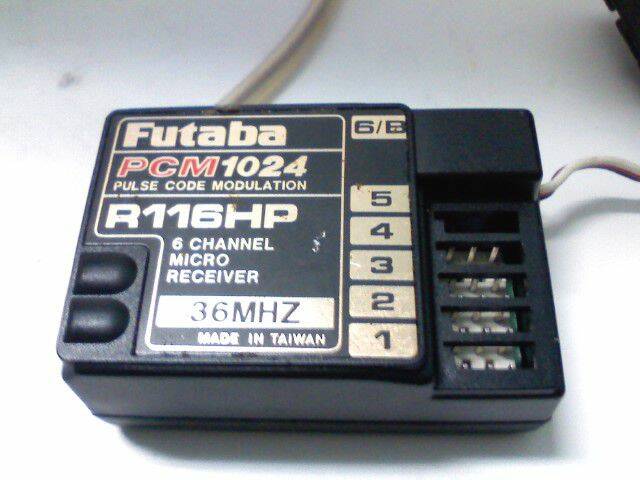 Futaba
6/B
PCM1024
PULSE CODE MODULATION
R116HP
6 CHANNEL
MICRO
RECEIVER
36MHZ
MADE IN TAIWAN
5
4
3
2
1